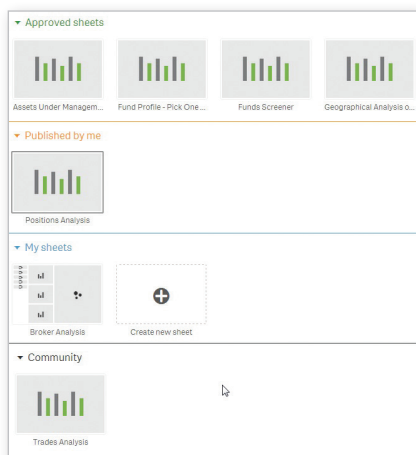 Approved sheets
Assets Under Managem...
Fund Profile - Pick One ...
Funds Screener
Geographical Analysis o...
Published by me
Positions Analysis
My sheets
Broker Analysis
Create new sheet
Community
Trades Analysis